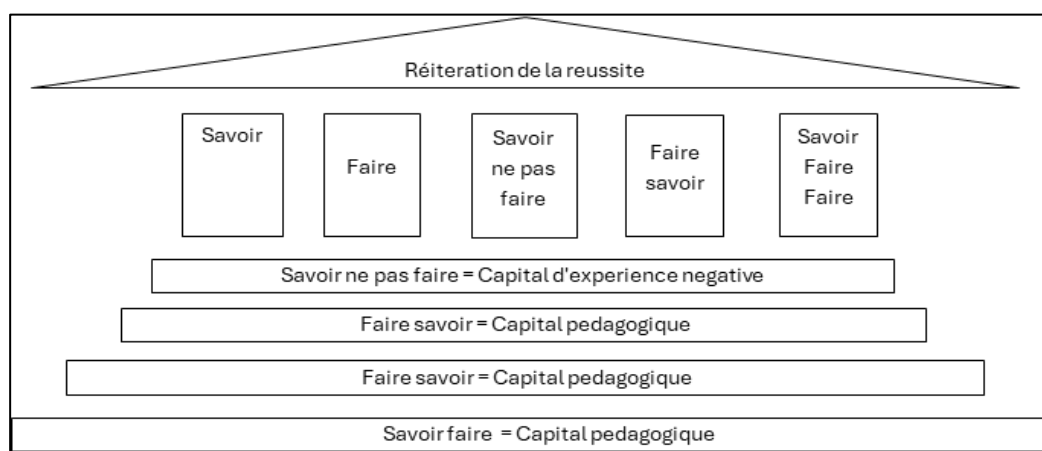 Réiteration de la reussite
Savoir
Faire
Savoir
ne pas
faire
Faire
savoir
Savoir
Faire
Faire
Savoir ne pas faire = Capital d'experience negative
Faire savoir = Capital pedagogique
Faire savoir = Capital pedagogique
Savoir faire = Capital pedagogique